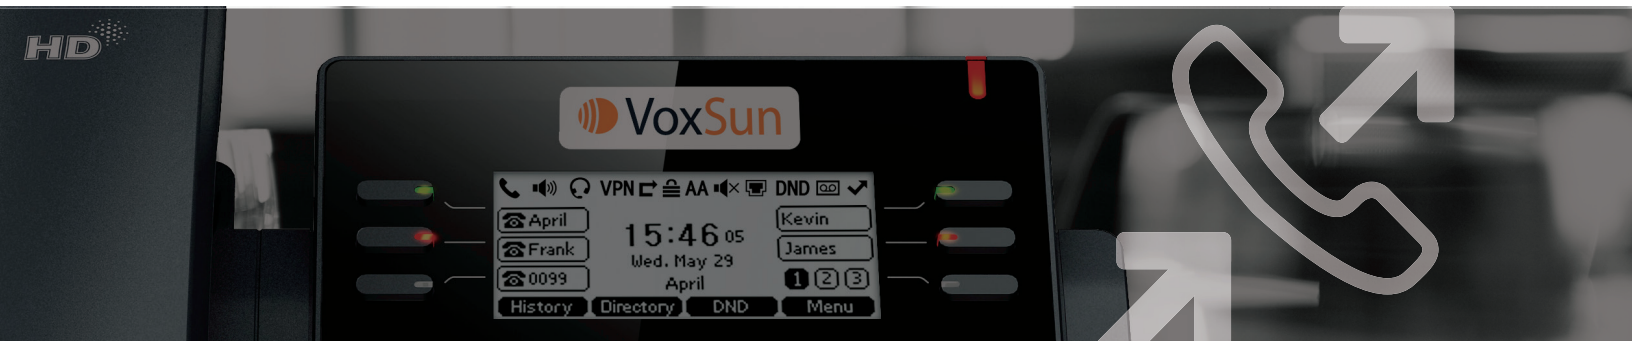 HD
VoxSun
VPN AA DND
April
Kevin
15:46 05
Frank
James
Wed. May 29
0099
April
1 2 3
History Directory DND Menu